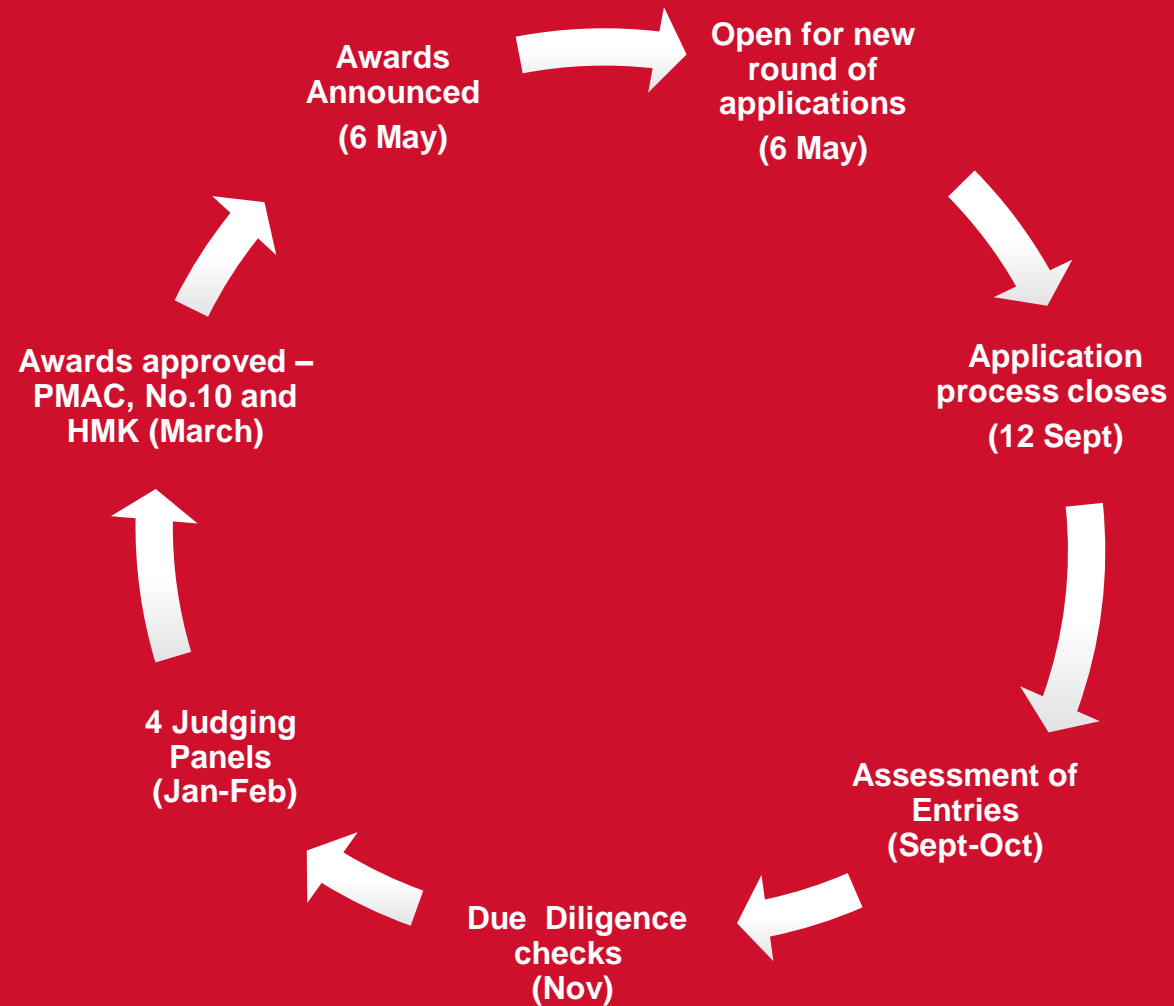 Awards
Announced
(6 May)
Open for new
round of
applications
(6 May)
Application
process closes
(12 Sept)
Assessment of
Entries
(Sept-Oct)
Due Diligence
checks
(Nov)
4 Judging
Panels
(Jan-Feb)
Awards approved –
PMAC, No.10 and
HMK (March)